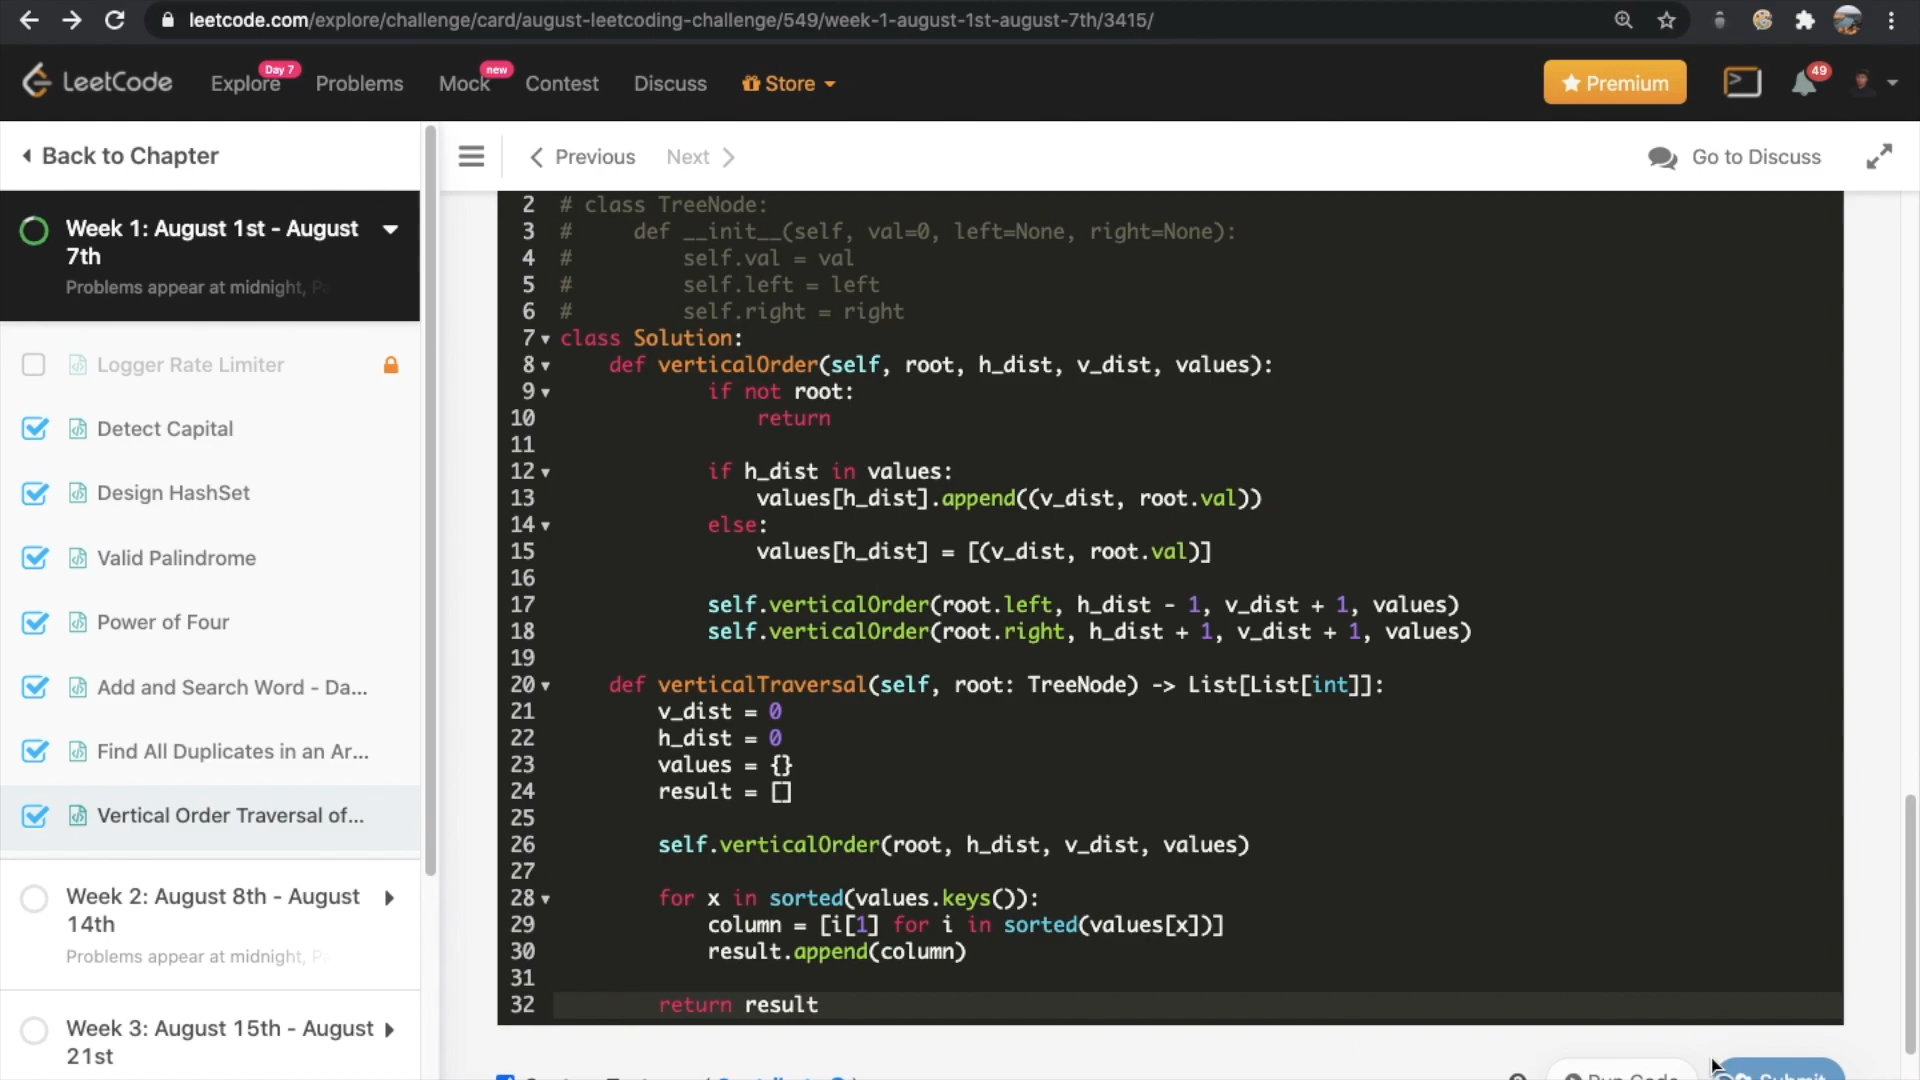 leetcode.com/explore/challenge/card/august-leetcoding-challenge/549/week-1-august-1st-august-7th/3415/
LeetCode Explore Day 7 Problems Mock new Contest Discuss Store Premium 49
Back to Chapter
Previous Next Go to Discuss
Week 1: August 1st - August
7th
Problems appear at midnight,
Logger Rate Limiter
Detect Capital
Design HashSet
Valid Palindrome
Power of Four
Add and Search Word - Da...
Find All Duplicates in an Ar...
Vertical Order Traversal of...
Week 2: August 8th - August
14th
Problems appear at midnight,
Week 3: August 15th - August
21st
2 # class TreeNode:
3 #     def __init__(self, val=0, left=None, right=None):
4 #         self.val = val
5 #         self.left = left
6 #         self.right = right
7 class Solution:
8     def verticalOrder(self, root, h_dist, v_dist, values):
9             if not root:
10                 return
11
12             if h_dist in values:
13                 values[h_dist].append((v_dist, root.val))
14             else:
15                 values[h_dist] = [(v_dist, root.val)]
16
17             self.verticalOrder(root.left, h_dist - 1, v_dist + 1, values)
18             self.verticalOrder(root.right, h_dist + 1, v_dist + 1, values)
19
20     def verticalTraversal(self, root: TreeNode) -> List[List[int]]:
21         v_dist = 0
22         h_dist = 0
23         values = {}
24         result = []
25
26         self.verticalOrder(root, h_dist, v_dist, values)
27
28         for x in sorted(values.keys()):
29             column = [i[1] for i in sorted(values[x])]
30             result.append(column)
31
32         return result
Run Code Submit